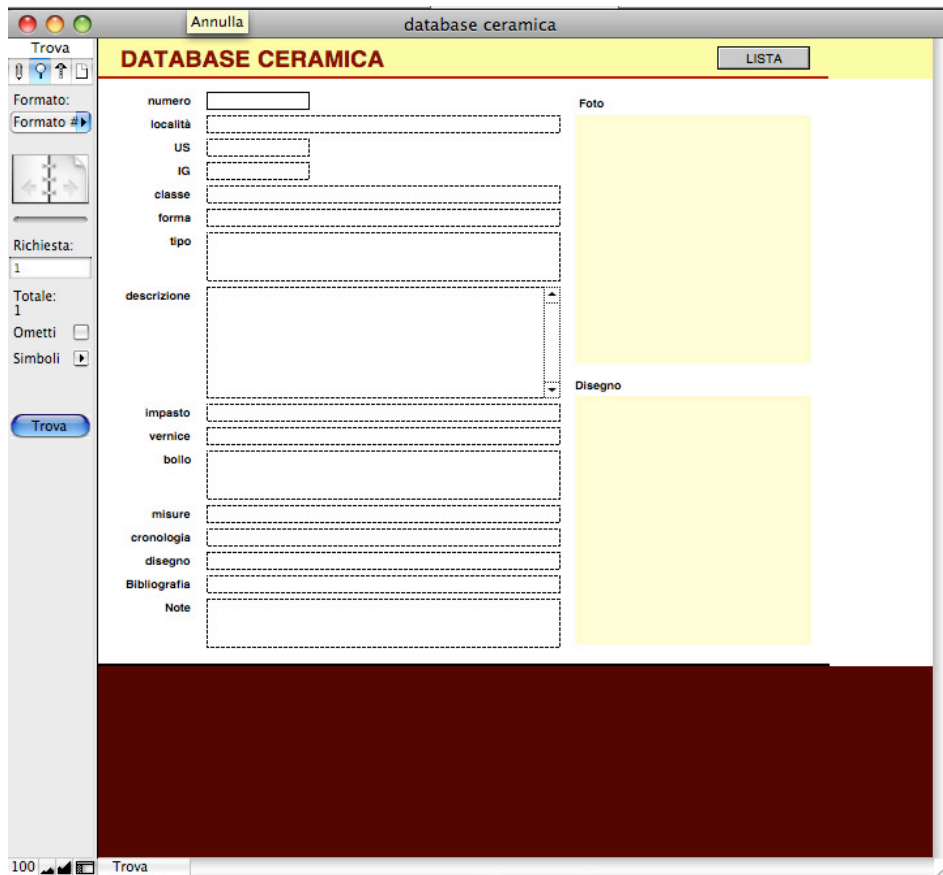 Annulla
database ceramica
Trova
DATABASE CERAMICA
LISTA
Formato:
Formato #
Richiesta:
1
Totale:
1
Ometti
Simboli
Trova
numero
località
US
IG
classe
forma
tipo
descrizione
impasto
vernice
bollo
misure
cronologia
disegno
Bibliografia
Note
Foto
Disegno
100
Trova